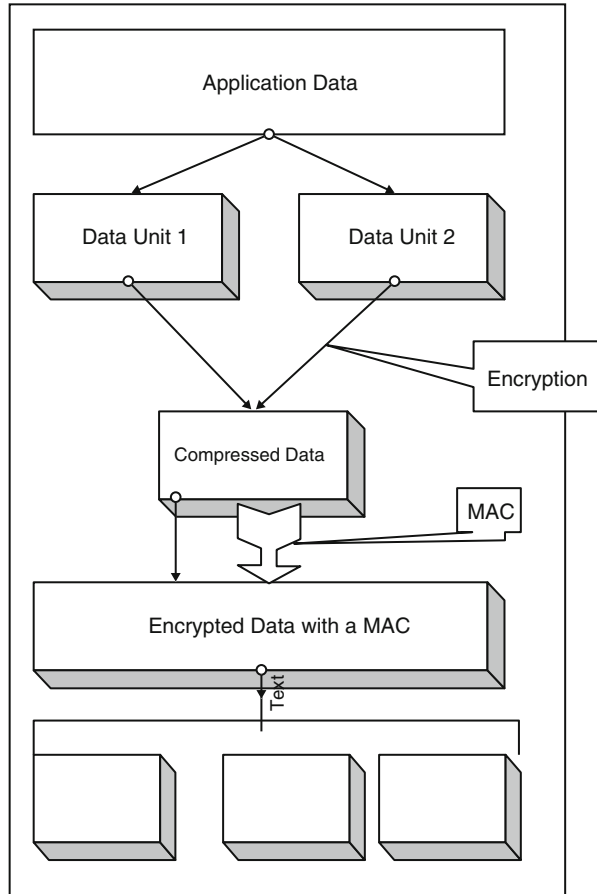 Application Data
Data Unit 1
Data Unit 2
Encryption
Compressed Data
MAC
Encrypted Data with a MAC
Text